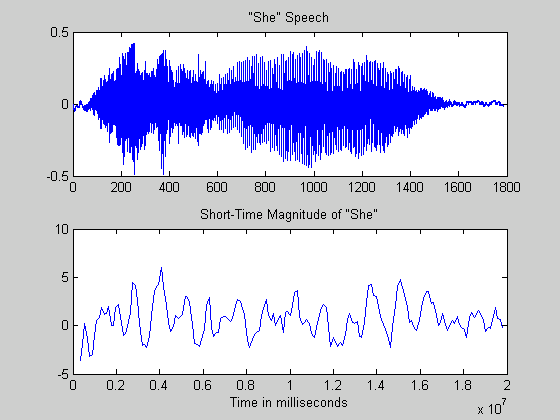 "She" Speech
0.5
0
-0.5
0 200 400 600 800 1000 1200 1400 1600 1800
Short-Time Magnitude of "She"
10
5
0
-5
0 0.2 0.4 0.6 0.8 1 1.2 1.4 1.6 1.8 2
Time in milliseconds
x 10^7